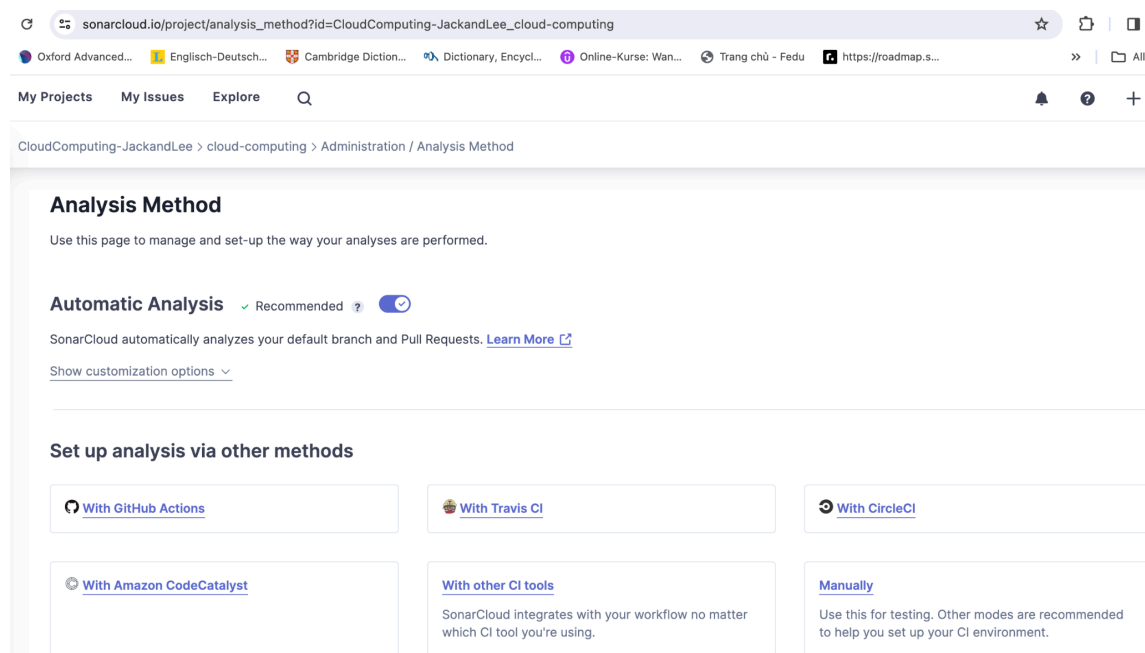 sonarcloud.io/project/analysis_method?id=CloudComputing-JackandLee_cloud-computing
Oxford Advanced... Englisch-Deutsch... Cambridge Diction... Dictionary, Encycl... Online-Kurse: Wan... Trang chủ - Fedu https://roadmap.s... » All
My Projects My Issues Explore
CloudComputing-JackandLee > cloud-computing > Administration / Analysis Method
Analysis Method
Use this page to manage and set-up the way your analyses are performed.
Automatic Analysis ✓ Recommended ?
SonarCloud automatically analyzes your default branch and Pull Requests. Learn More
Show customization options
Set up analysis via other methods
With GitHub Actions With Travis CI With CircleCI
With Amazon CodeCatalyst With other CI tools Manually
SonarCloud integrates with your workflow no matter Use this for testing. Other modes are recommended
which CI tool you're using. to help you set up your CI environment.